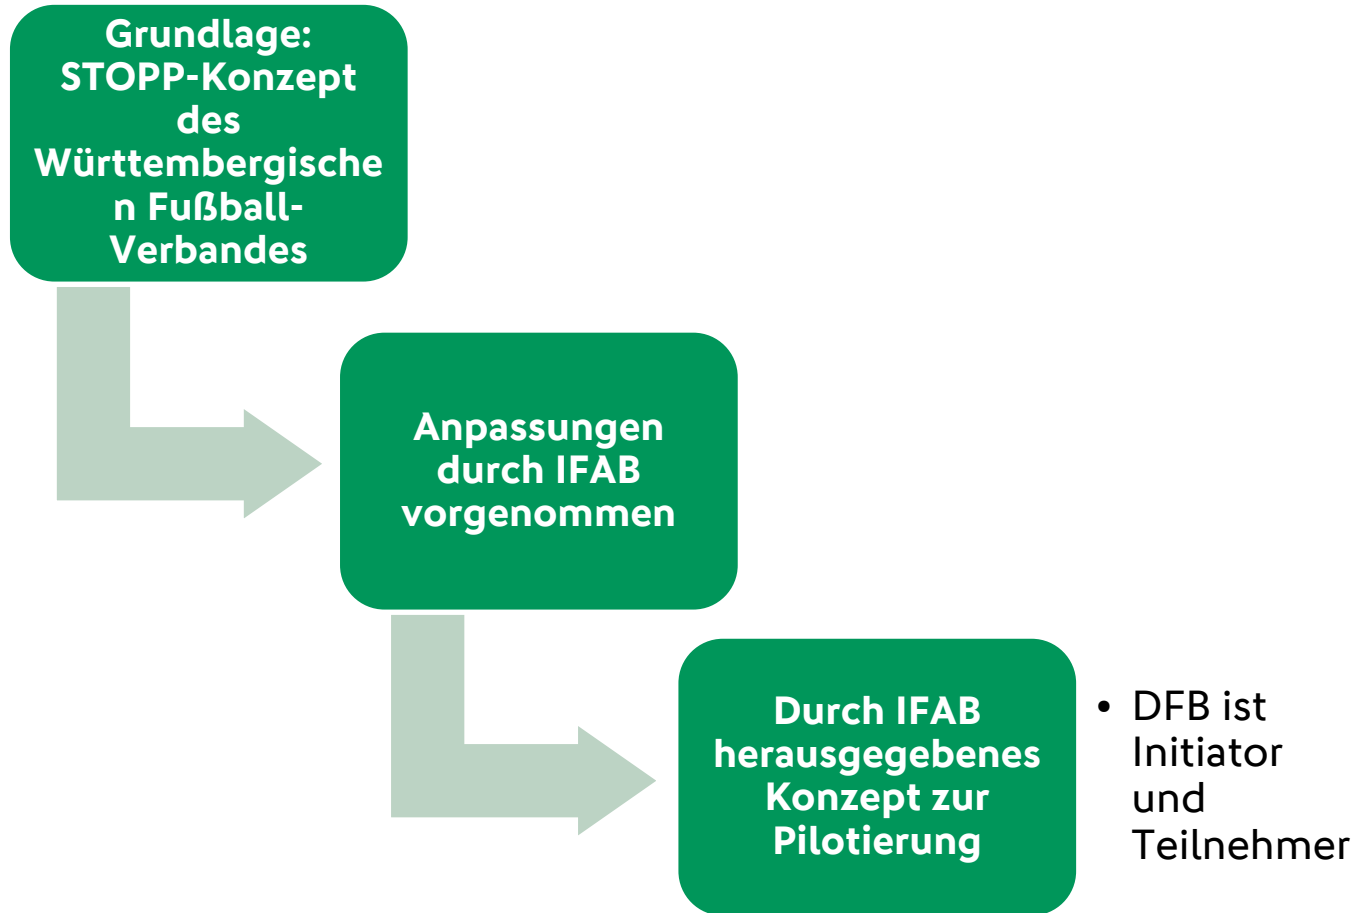 Grundlage:
STOPP-Konzept
des
Württembergische
n Fußball-
Verbandes
Anpassungen
durch IFAB
vorgenommen
Durch IFAB
herausgegebenes
Konzept zur
Pilotierung
• DFB ist
Initiator
und
Teilnehmer